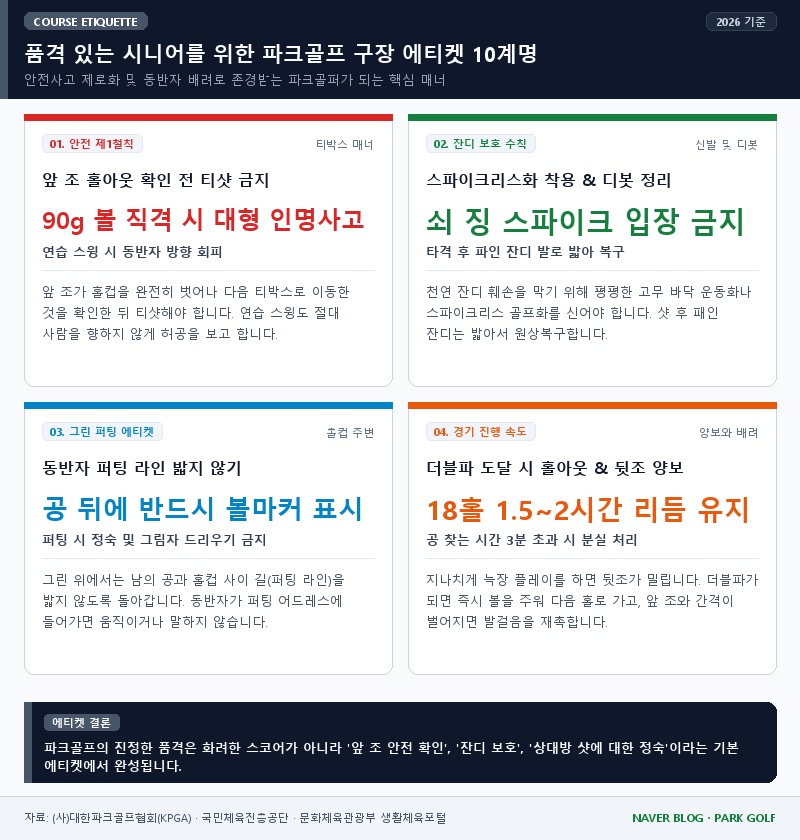 COURSE ETIQUETTE
2026 기준
품격 있는 시니어를 위한 파크골프 구장 에티켓 10계명
안전사고 제로화 및 동반자 배려로 존경받는 파크골퍼가 되는 핵심 매너
01. 안전 제1철칙
티박스 매너
앞 조 홀아웃 확인 전 티샷 금지
90g 볼 직격 시 대형 인명사고
연습 스윙 시 동반자 방향 회피
앞 조가 홀컵을 완전히 벗어나 다음 티박스로 이동한
것을 확인한 뒤 티샷해야 합니다. 연습 스윙도 절대
사람을 향하지 않게 허공을 보고 합니다.
02. 잔디 보호 수칙
신발 및 디봇
스파이크리스화 착용 & 디봇 정리
쇠 징 스파이크 입장 금지
타격 후 파인 잔디 발로 밟아 복구
천연 잔디 훼손을 막기 위해 평평한 고무 바닥 운동화나
스파이크리스 골프화를 신어야 합니다. 샷 후 패인
잔디는 밟아서 원상복구합니다.
03. 그린 퍼팅 에티켓
홀컵 주변
동반자 퍼팅 라인 밟지 않기
공 뒤에 반드시 볼마커 표시
퍼팅 시 정숙 및 그림자 드리우기 금지
그린 위에서는 남의 공과 홀컵 사이 길(퍼팅 라인)을
밟지 않도록 돌아갑니다. 동반자가 퍼팅 어드레스에
들어가면 움직이거나 말하지 않습니다.
04. 경기 진행 속도
양보와 배려
더블파 도달 시 홀아웃 & 뒷조 양보
18홀 1.5~2시간 리듬 유지
공 찾는 시간 3분 초과 시 분실 처리
지나치게 늑장 플레이를 하면 뒷조가 밀립니다. 더블파가
되면 즉시 볼을 주워 다음 홀로 가고, 앞 조와 간격이
벌어지면 발걸음을 재촉합니다.
에티켓 결론
파크골프의 진정한 품격은 화려한 스코어가 아니라 '앞 조 안전 확인', '잔디 보호', '상대방 샷에 대한 정숙'이라는 기본
에티켓에서 완성됩니다.
자료: (사)대한파크골프협회(KPGA) · 국민체육진흥공단 · 문화체육관광부 생활체육포털
NAVER BLOG · PARK GOLF